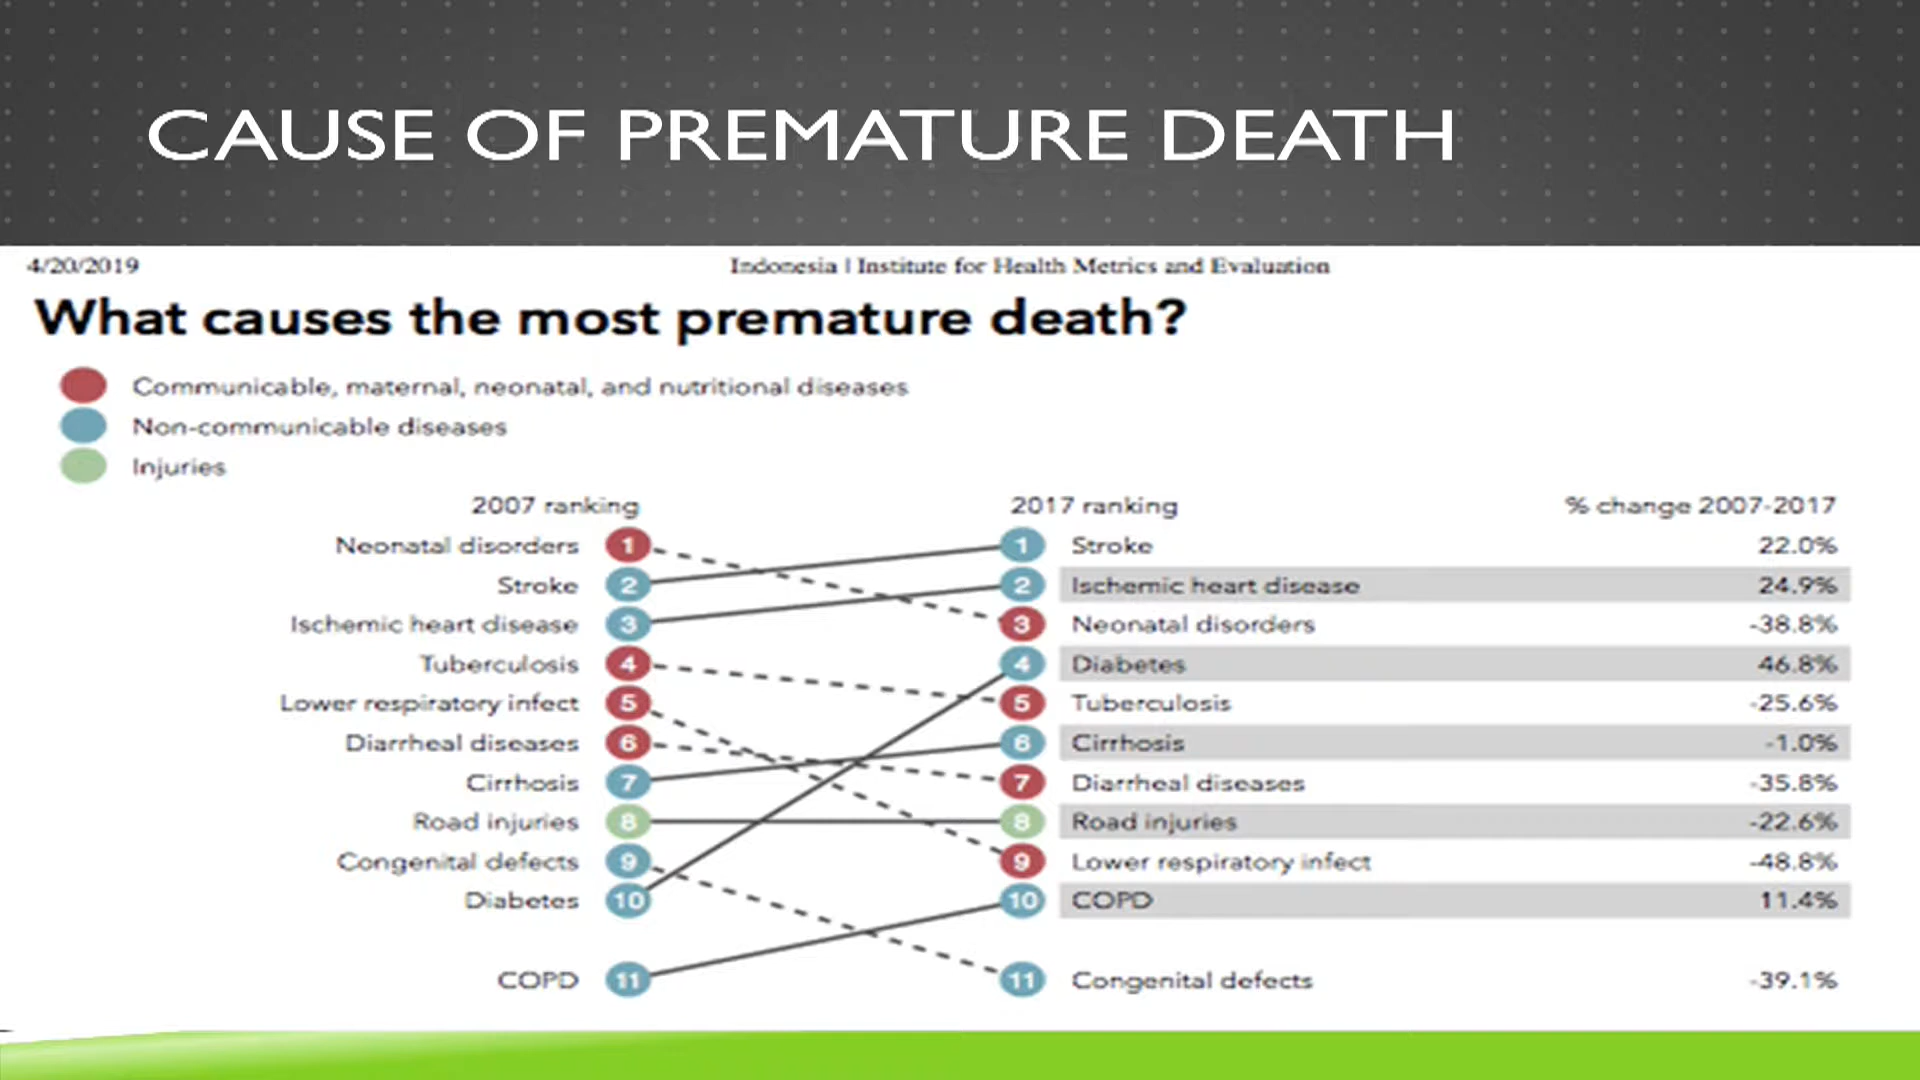 CAUSE OF PREMATURE DEATH
4/20/2019 Indonesia | Institute for Health Metrics and Evaluation
What causes the most premature death?
Communicable, maternal, neonatal, and nutritional diseases
Non-communicable diseases
Injuries
2007 ranking 2017 ranking % change 2007-2017
Neonatal disorders 1 1 Stroke 22.0%
Stroke 2 2 Ischemic heart disease 24.9%
Ischemic heart disease 3 3 Neonatal disorders -38.8%
Tuberculosis 4 4 Diabetes 46.8%
Lower respiratory infect 5 5 Tuberculosis -25.6%
Diarrheal diseases 6 6 Cirrhosis -1.0%
Cirrhosis 7 7 Diarrheal diseases -35.8%
Road injuries 8 8 Road injuries -22.6%
Congenital defects 9 9 Lower respiratory infect -48.8%
Diabetes 10 10 COPD 11.4%
COPD 11 11 Congenital defects -39.1%